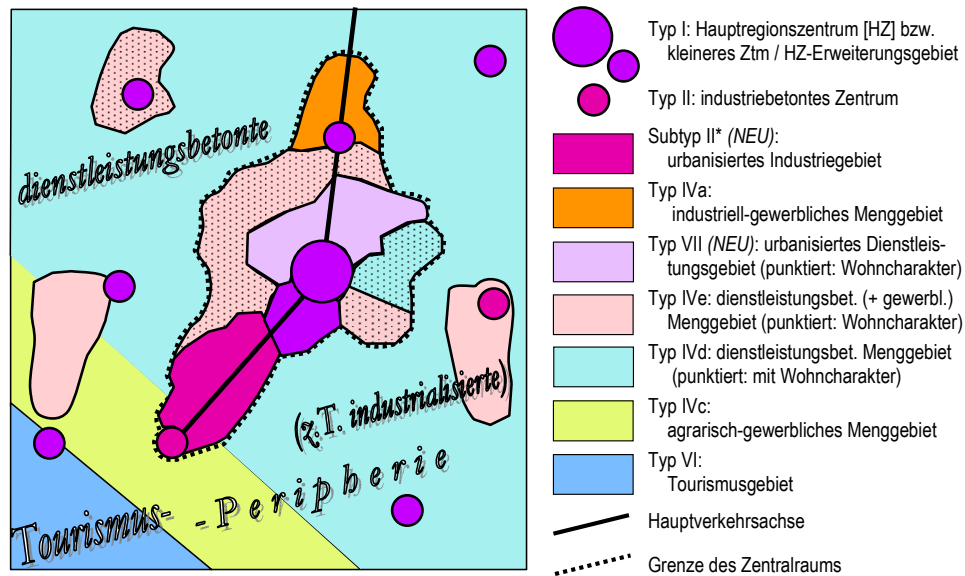 dienstleistungsbetonte
(z.T. industrialisierte)
Tourismus- -Peripherie
Typ I: Hauptregionszentrum [HZ] bzw.
kleineres Ztm / HZ-Erweiterungsgebiet
Typ II: industriebetontes Zentrum
Subtyp II* (NEU):
urbanisiertes Industriegebiet
Typ IVa:
industriell-gewerbliches Menggebiet
Typ VII (NEU): urbanisiertes Dienstleis-
tungsgebiet (punktiert: Wohncharakter)
Typ IVe: dienstleistungsbet. (+ gewerbl.)
Menggebiet (punktiert: Wohncharakter)
Typ IVd: dienstleistungsbet. Menggebiet
(punktiert: mit Wohncharakter)
Typ IVc:
agrarisch-gewerbliches Menggebiet
Typ VI:
Tourismusgebiet
Hauptverkehrsachse
Grenze des Zentralraums